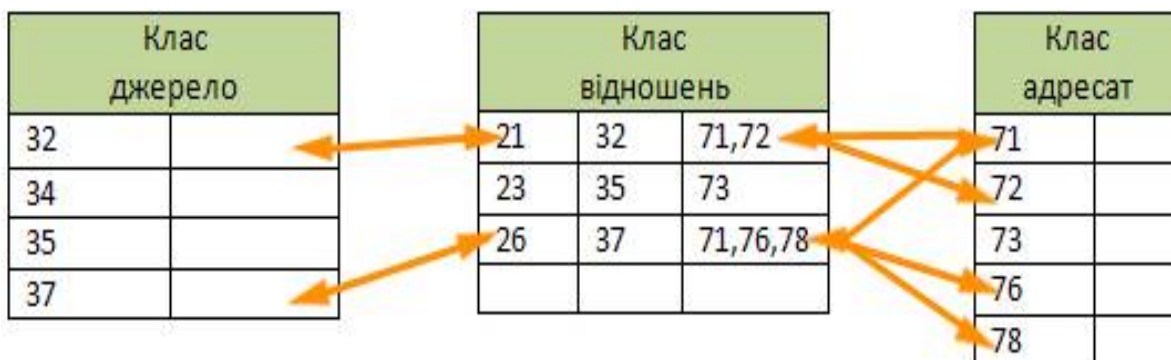 Клас
джерело
32
34
35
37
Клас
відношень
21 32 71,72
23 35 73
26 37 71,76,78
Клас
адресат
71
72
73
76
78